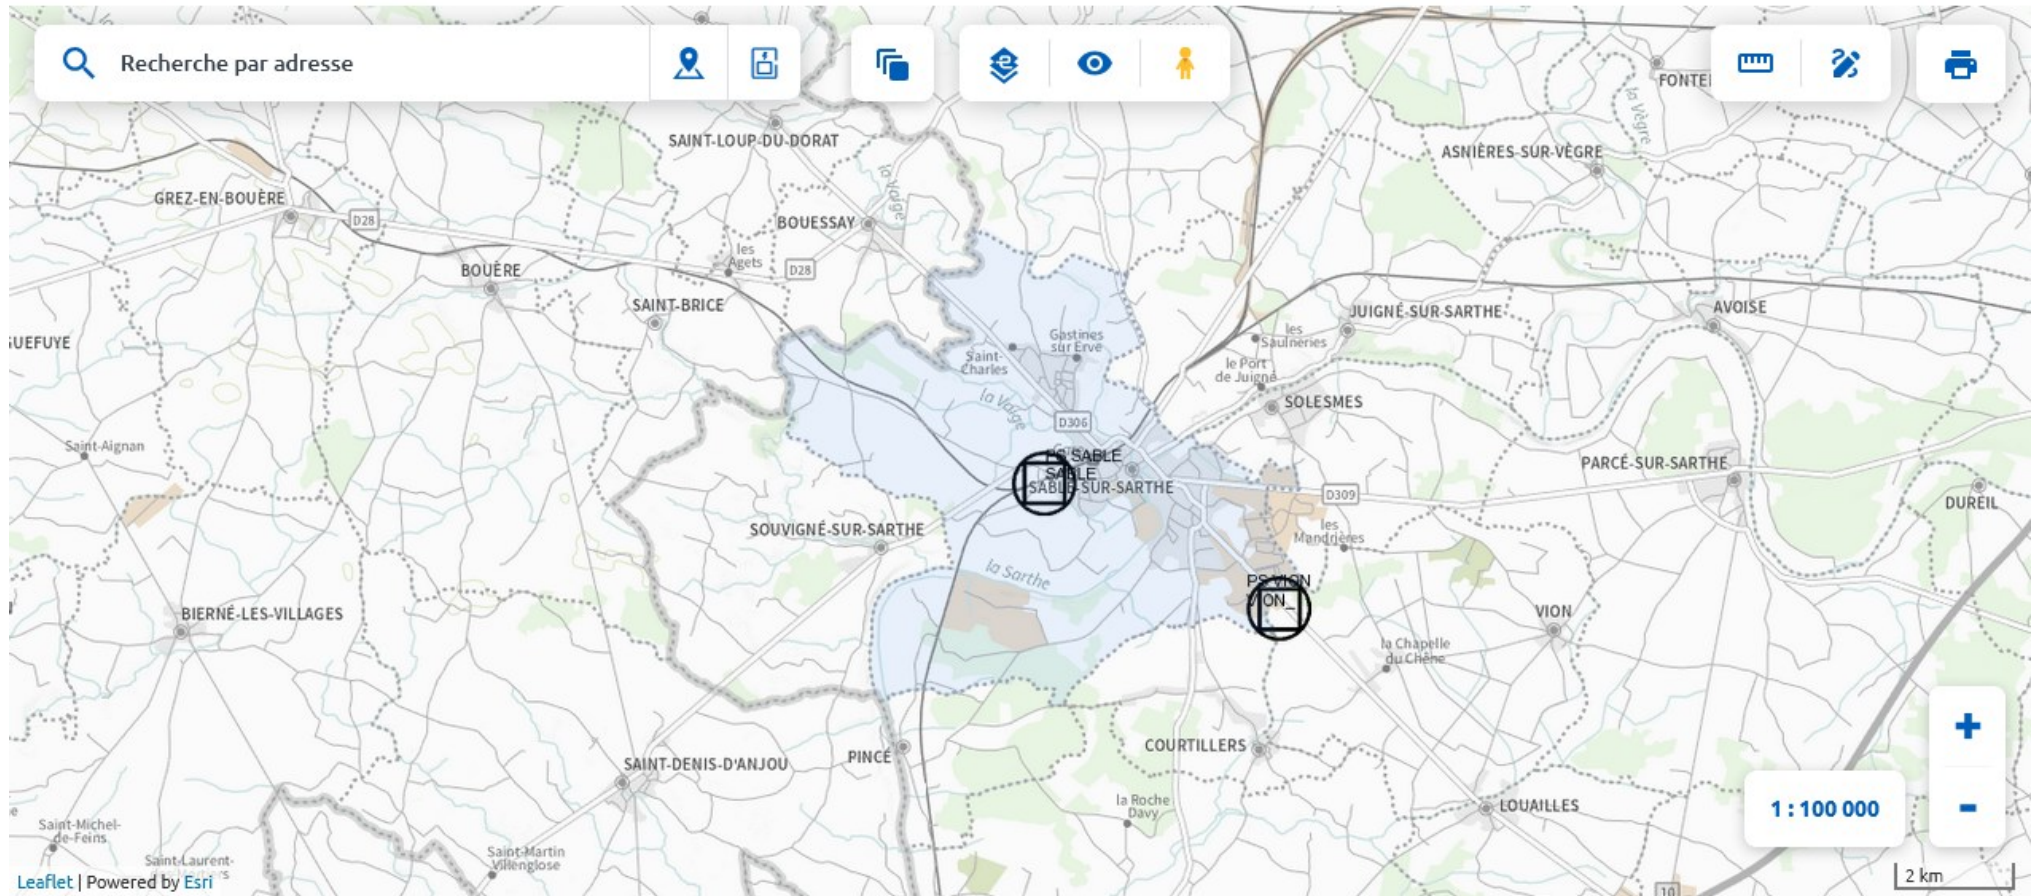 Recherche par adresse
FONTE
la Vègre
SAINT-LOUP-DU-DORAT
ASNIÈRES-SUR-VÈGRE
la Vaige
GREZ-EN-BOUÈRE
D28
BOUESSAY
les
Agets
D28
BOUÈRE
SAINT-BRICE
JUIGNÉ-SUR-SARTHE
AVOISE
GUEFUYE
Gastines
sur Erve
les
Saulneries
Saint-
Charles
le Port
de Juigné
la Vaige
SOLESMES
D306
Saint-Aignan
PS SABLE
SABLE
SABLÉ-SUR-SARTHE
PARCÉ-SUR-SARTHE
D309
DUREIL
SOUVIGNÉ-SUR-SARTHE
les
Mandrières
la Sarthe
PS VION
VION_
BIERNÉ-LES-VILLAGES
VION
la Chapelle
du Chêne
COURTILLERS
PINCÉ
SAINT-DENIS-D'ANJOU
la Roche
Davy
LOUAILLES
1 : 100 000
Saint-Michel-
de-Feins
Saint-Laurent-
Saint-Martin
Villenglose
Leaflet | Powered by Esri
2 km
10